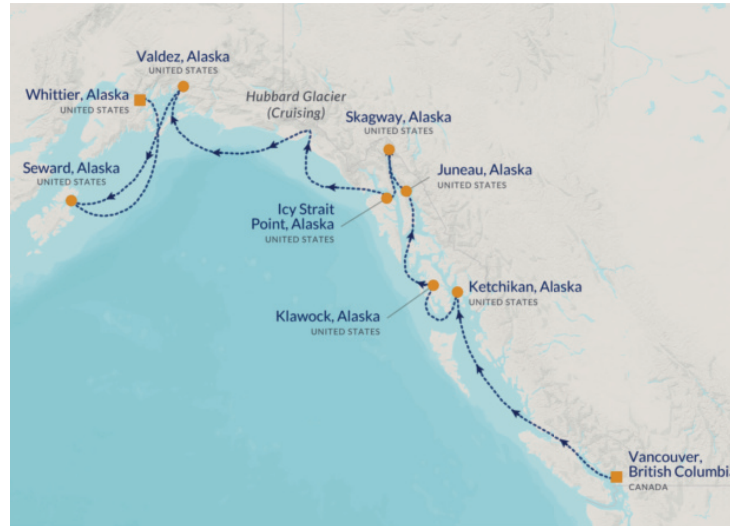 Valdez, Alaska
UNITED STATES
Whittier, Alaska
UNITED STATES
Hubbard Glacier
(Cruising)
Skagway, Alaska
UNITED STATES
Seward, Alaska
UNITED STATES
Juneau, Alaska
UNITED STATES
Icy Strait
Point, Alaska
UNITED STATES
Ketchikan, Alaska
UNITED STATES
Klawock, Alaska
UNITED STATES
Vancouver,
British Columbi
CANADA